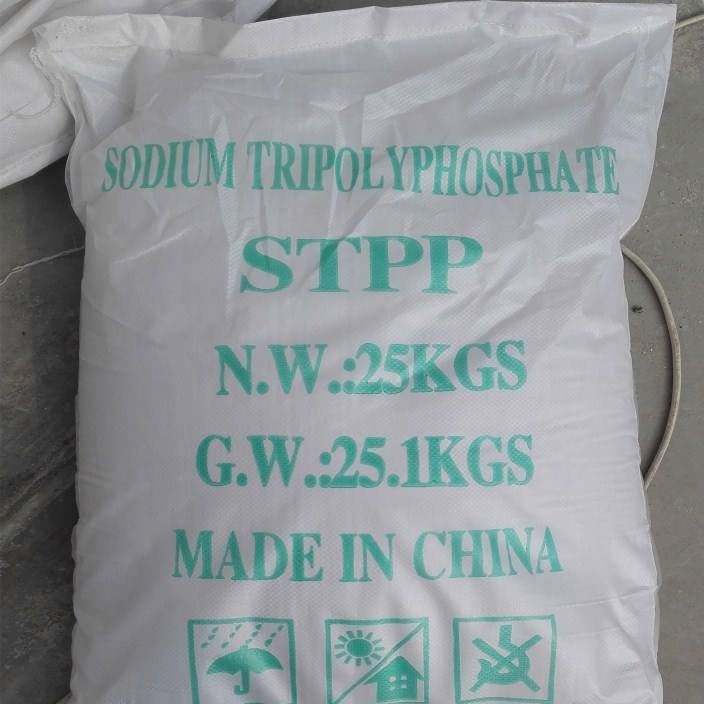 SODIUM TRIPOLYPHOSPHATE
STPP
N.W.:25KGS
G.W.:25.1KGS
MADE IN CHINA